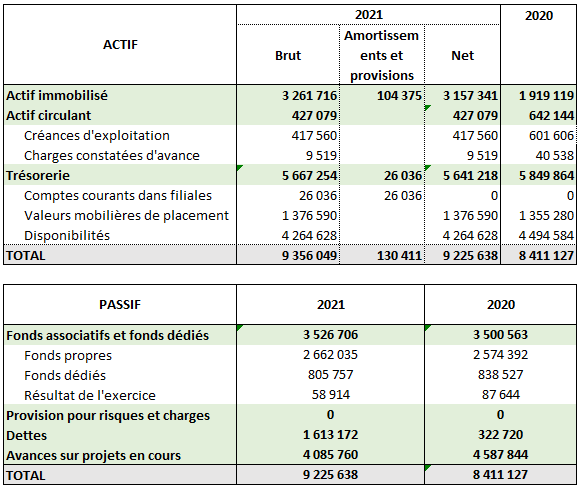 ACTIF 2021 2020
Brut Amortissem ents et provisions Net
Actif immobilisé 3 261 716 104 375 3 157 341 1 919 119
Actif circulant 427 079 427 079 642 144
Créances d'exploitation 417 560 417 560 601 606
Charges constatées d'avance 9 519 9 519 40 538
Trésorerie 5 667 254 26 036 5 641 218 5 849 864
Comptes courants dans filiales 26 036 26 036 0 0
Valeurs mobilières de placement 1 376 590 1 376 590 1 355 280
Disponibilités 4 264 628 4 264 628 4 494 584
TOTAL 9 356 049 130 411 9 225 638 8 411 127
PASSIF 2021 2020
Fonds associatifs et fonds dédiés 3 526 706 3 500 563
Fonds propres 2 662 035 2 574 392
Fonds dédiés 805 757 838 527
Résultat de l'exercice 58 914 87 644
Provision pour risques et charges 0 0
Dettes 1 613 172 322 720
Avances sur projets en cours 4 085 760 4 587 844
TOTAL 9 225 638 8 411 127